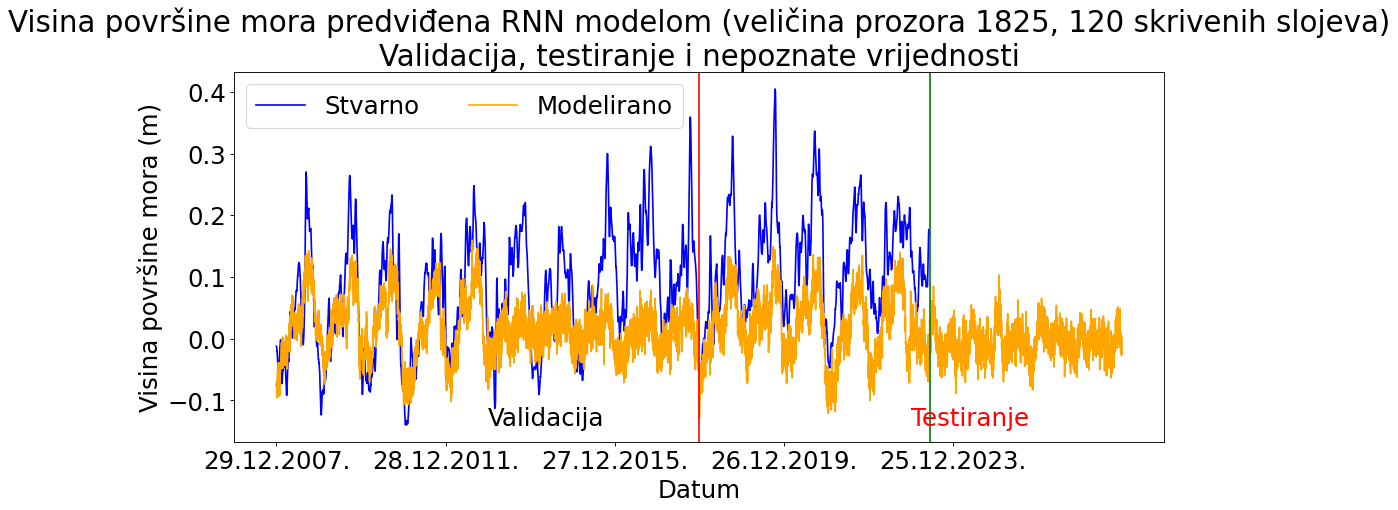 Visina površine mora predviđena RNN modelom (veličina prozora 1825, 120 skrivenih slojeva)
Validacija, testiranje i nepoznate vrijednosti
Stvarno
Modelirano
Visina površine mora (m)
0.4
0.3
0.2
0.1
0.0
−0.1
Validacija
Testiranje
29.12.2007.
28.12.2011.
27.12.2015.
26.12.2019.
25.12.2023.
Datum